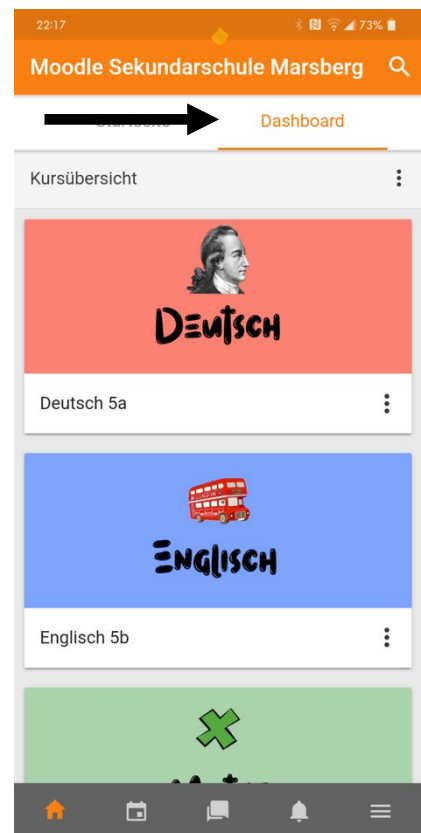 22:17
73%
Moodle Sekundarschule Marsberg
Dashboard
Kursübersicht
Deutsch
Deutsch 5a
Englisch
Englisch 5b